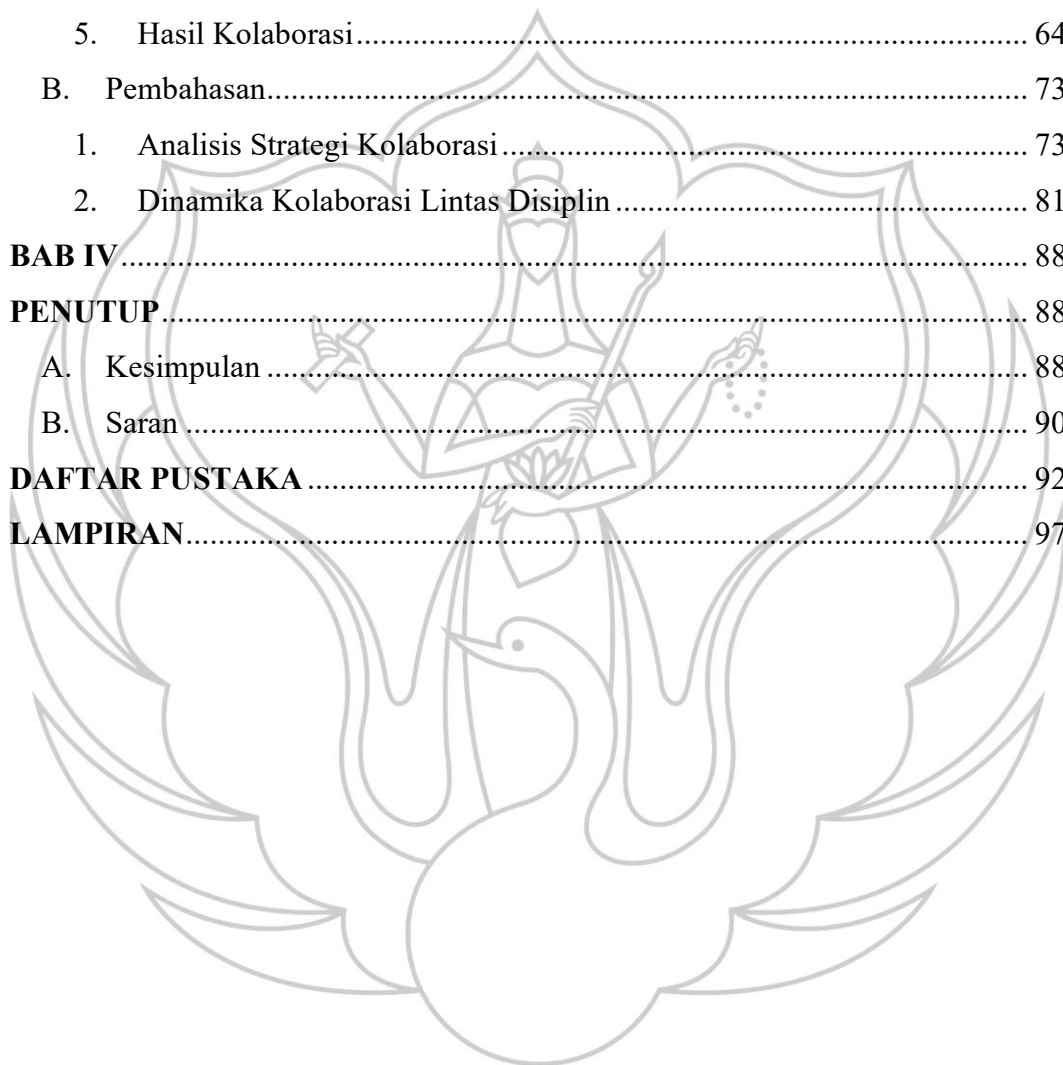 5. Hasil Kolaborasi........................................................................................ 64
B. Pembahasan.................................................................................................... 73
1. Analisis Strategi Kolaborasi..................................................................... 73
2. Dinamika Kolaborasi Lintas Disiplin ...................................................... 81
BAB IV.................................................................................................................... 88
PENUTUP............................................................................................................... 88
A. Kesimpulan .................................................................................................... 88
B. Saran ............................................................................................................... 90
DAFTAR PUSTAKA ............................................................................................. 92
LAMPIRAN............................................................................................................ 97